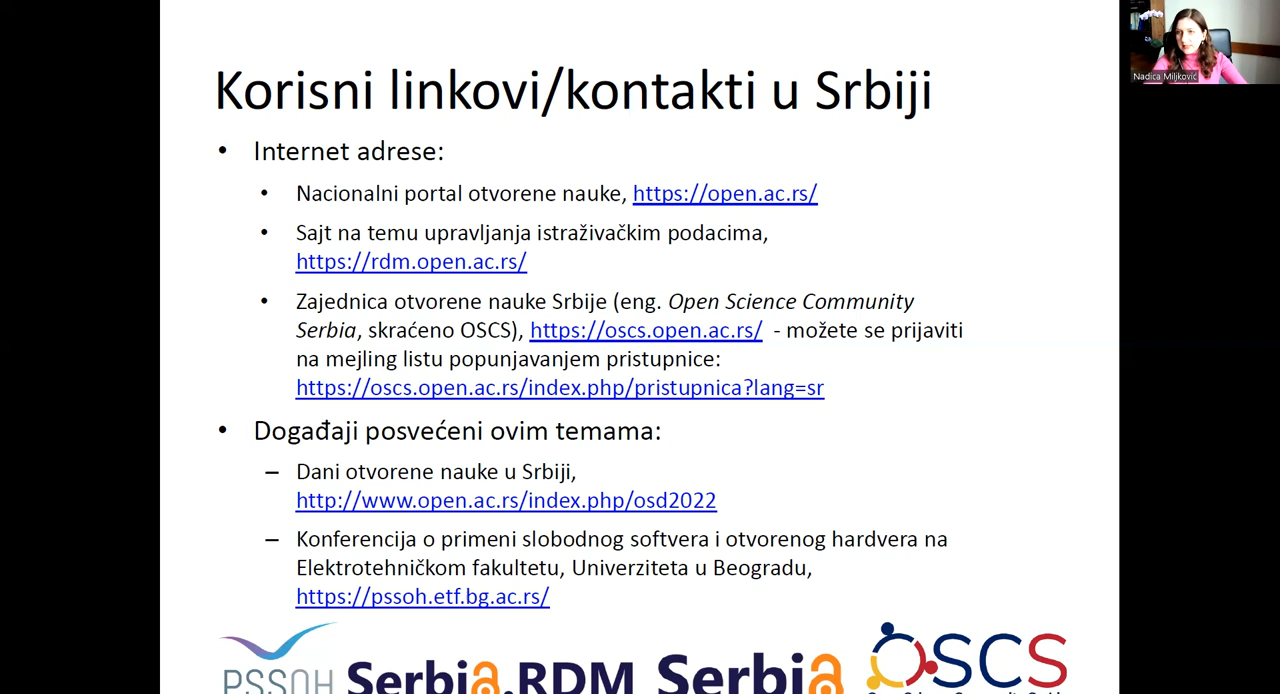 Korisni linkovi/kontakti u Srbiji
• Internet adrese:
• Nacionalni portal otvorene nauke, https://open.ac.rs/
• Sajt na temu upravljanja istraživačkim podacima,
https://rdm.open.ac.rs/
• Zajednica otvorene nauke Srbije (eng. Open Science Community
Serbia, skraćeno OSCS), https://oscs.open.ac.rs/ - možete se prijaviti
na mejling listu popunjavanjem pristupnice:
https://oscs.open.ac.rs/index.php/pristupnica?lang=sr
• Događaji posvećeni ovim temama:
– Dani otvorene nauke u Srbiji,
http://www.open.ac.rs/index.php/osd2022
– Konferencija o primeni slobodnog softvera i otvorenog hardvera na
Elektrotehničkom fakultetu, Univerziteta u Beogradu,
https://pssoh.etf.bg.ac.rs/
PSSOH Serbia.RDM Serbia OSCS
Nadica Miljković